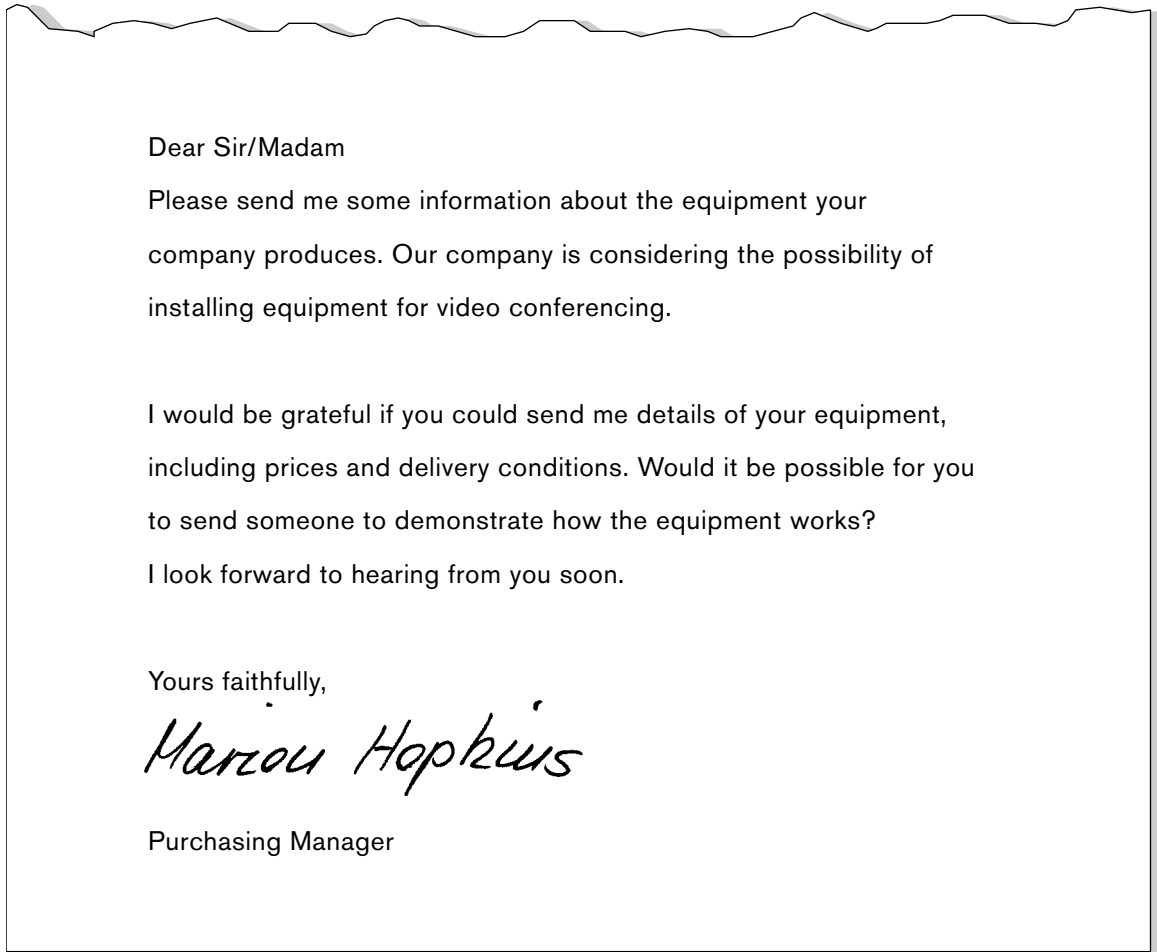 Dear Sir/Madam
Please send me some information about the equipment your
company produces. Our company is considering the possibility of
installing equipment for video conferencing.
I would be grateful if you could send me details of your equipment,
including prices and delivery conditions. Would it be possible for you
to send someone to demonstrate how the equipment works?
I look forward to hearing from you soon.
Yours faithfully,
Marion Hopkins
Purchasing Manager